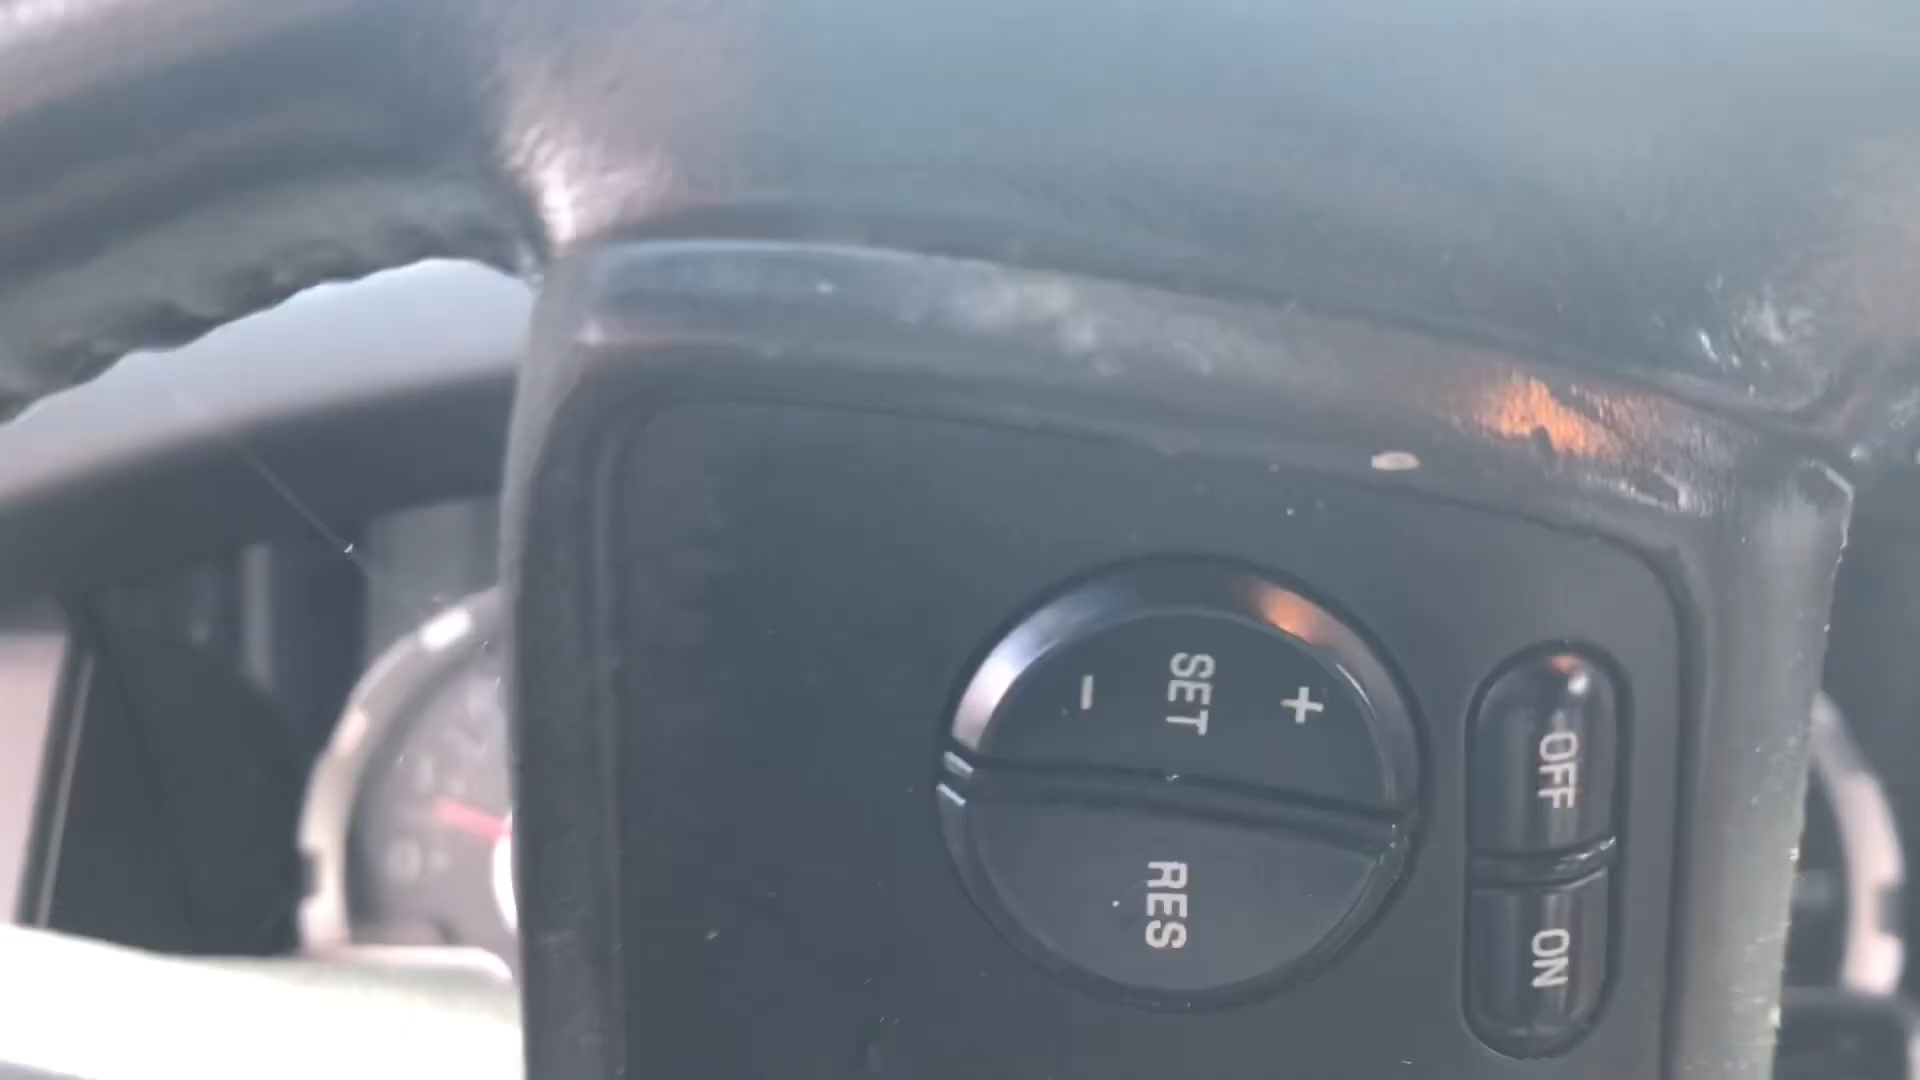 +
SET
-
RES
OFF
ON